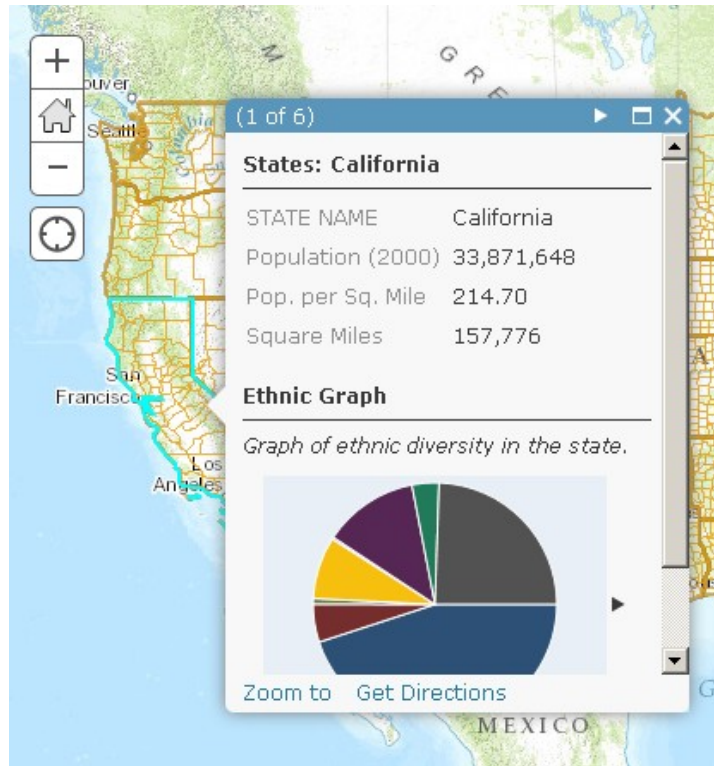 G R E
M
+
ouver
Seattle
Columbia
−
(1 of 6)
States: California
STATE NAME California
Population (2000) 33,871,648
Pop. per Sq. Mile 214.70
Square Miles 157,776
San
Francisco
A
Ethnic Graph
Graph of ethnic diversity in the state.
Los
Angeles
Zoom to Get Directions
G
MEXICO